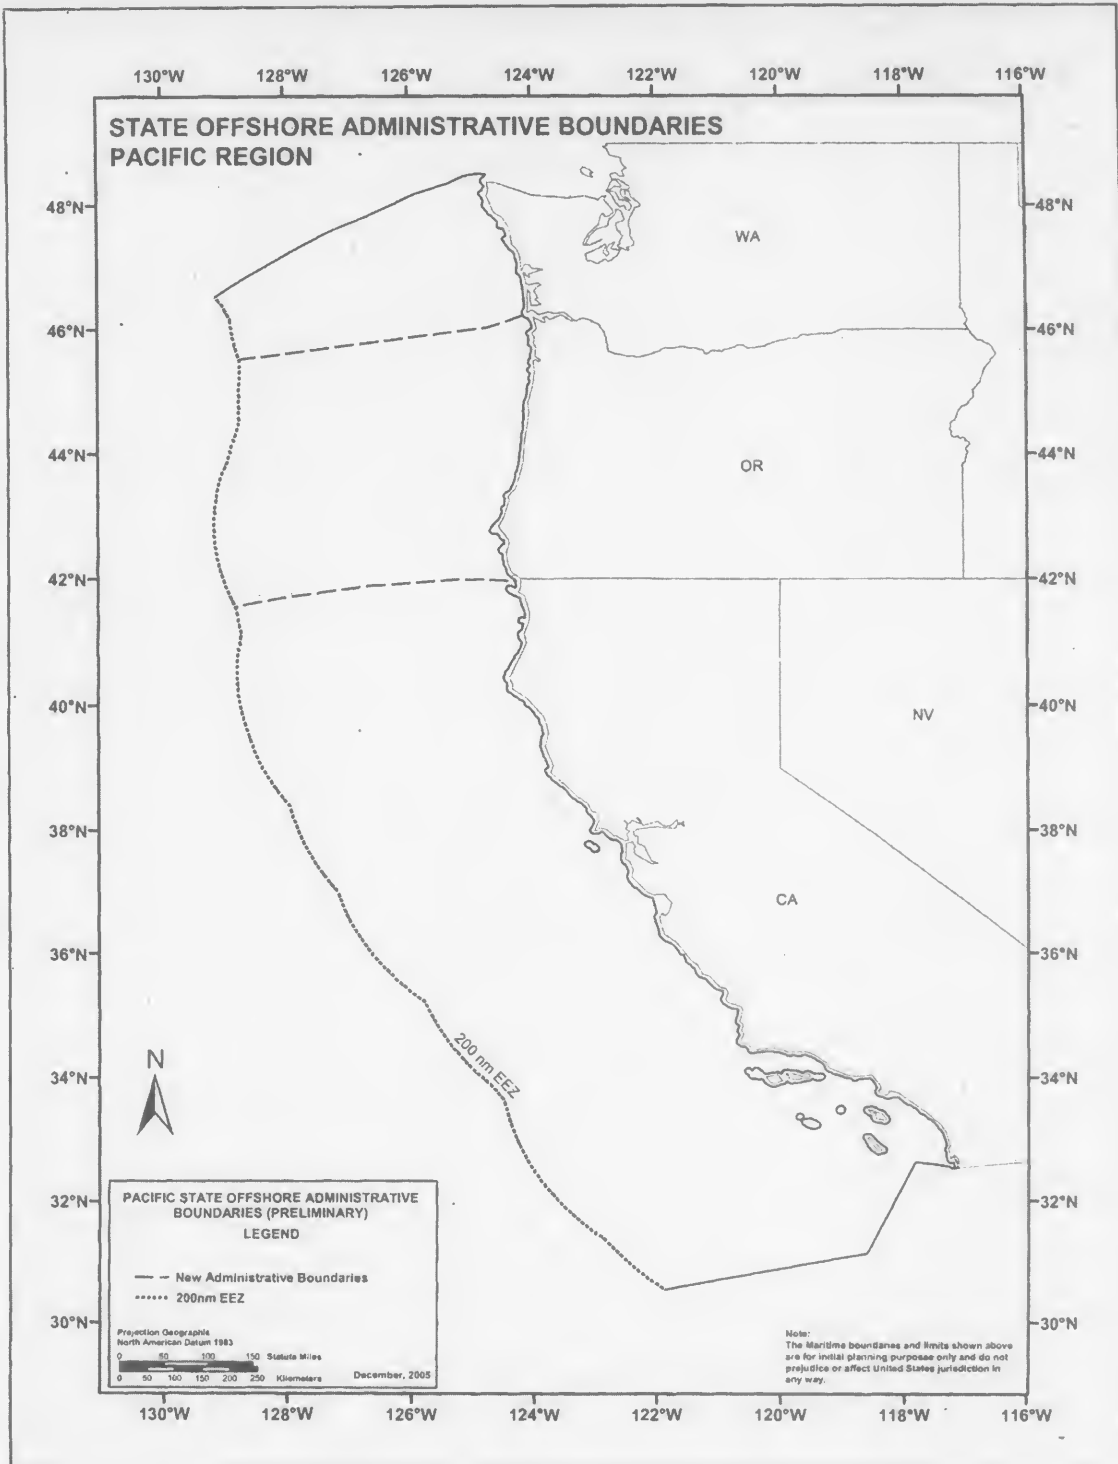 130°W 128°W 126°W 124°W 122°W 120°W 118°W 116°W
STATE OFFSHORE ADMINISTRATIVE BOUNDARIES
PACIFIC REGION
48°N 48°N
WA
46°N 46°N
44°N 44°N
OR
42°N 42°N
40°N 40°N
NV
38°N 38°N
CA
36°N 36°N
200 nm EEZ
N
34°N 34°N
32°N 32°N
PACIFIC STATE OFFSHORE ADMINISTRATIVE
BOUNDARIES (PRELIMINARY)
LEGEND
New Administrative Boundaries
200nm EEZ
30°N 30°N
Projection Geographic
North American Datum 1983
0 50 100 150 Statute Miles
0 50 100 150 200 250 Kilometers
December, 2005
Note:
The Maritime boundaries and limits shown above
are for initial planning purposes only and do not
prejudice or affect United States jurisdiction in
any way.
130°W 128°W 126°W 124°W 122°W 120°W 118°W 116°W